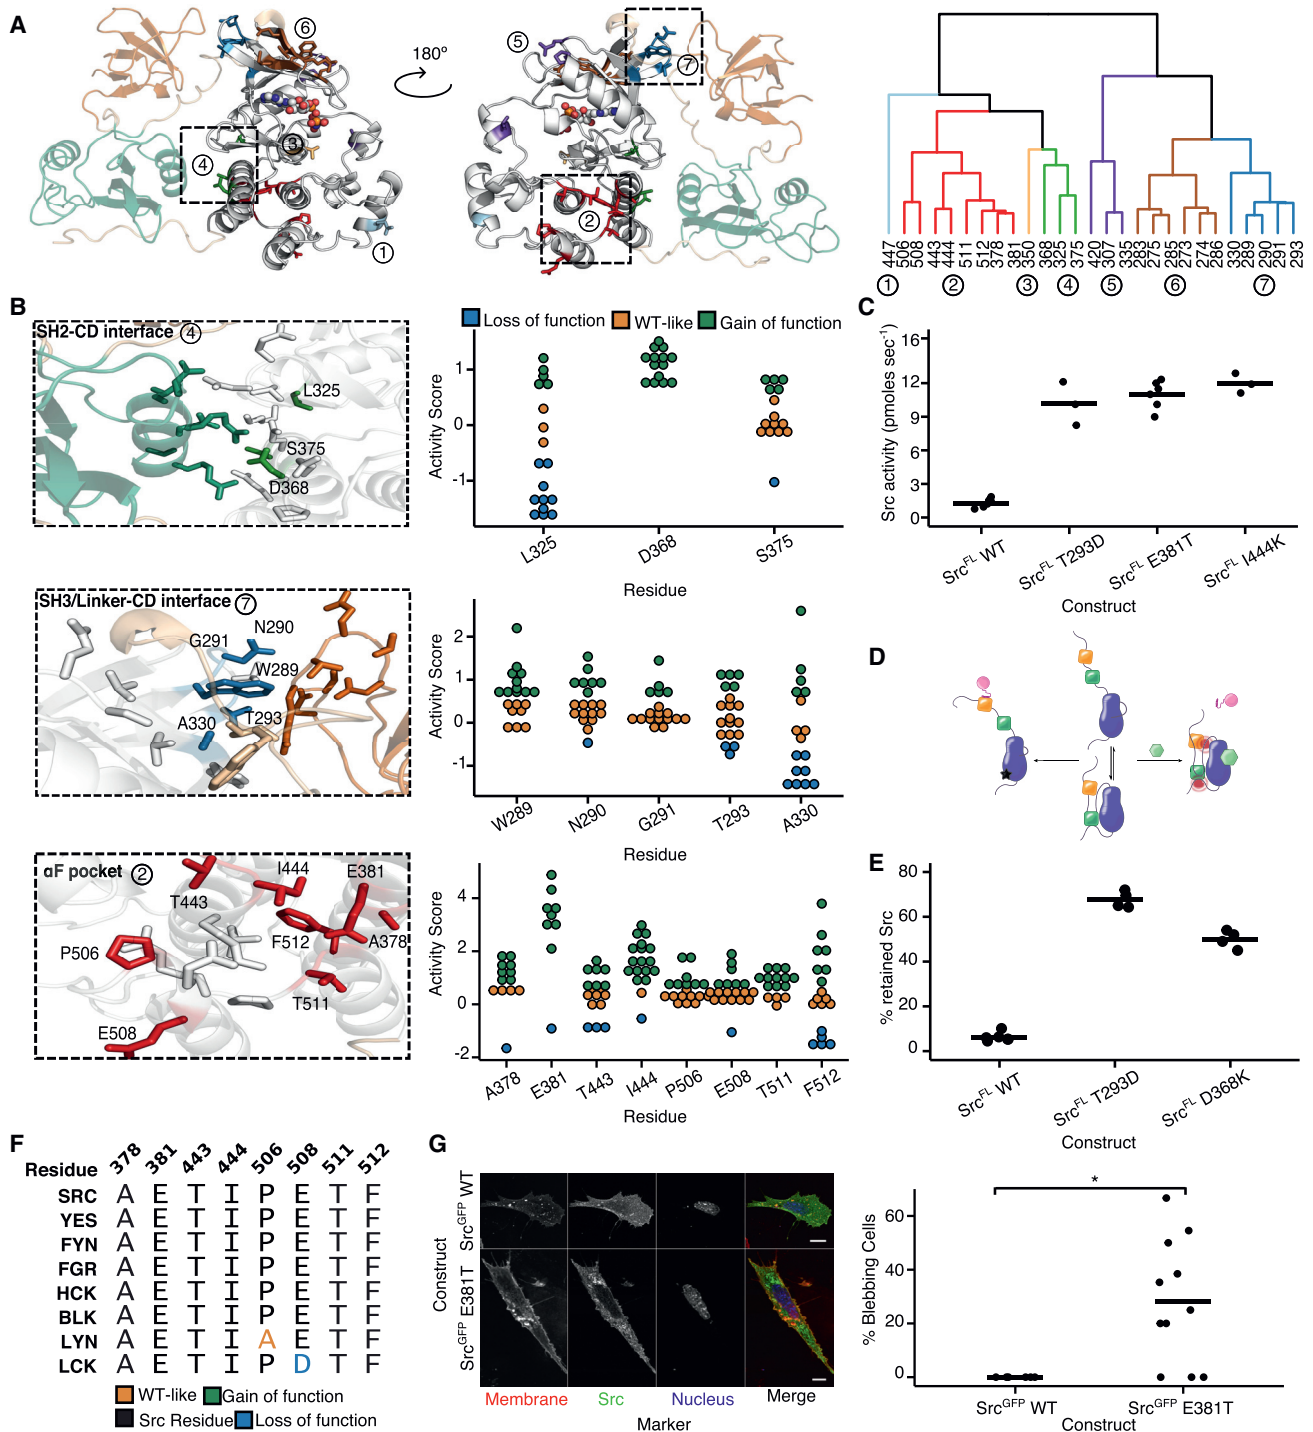 A
180º
⑥
③
④
①
⑤
⑦
②
447 506 508 443 444 511 512 378 381 350 368 325 375 420 307 335 283 275 285 273 274 286 330 289 290 291 293
① ② ③ ④ ⑤ ⑥ ⑦
B
SH2-CD interface ④
L325
S375
D368
Loss of function WT-like Gain of function
Activity Score
1
0
-1
L325 D368 S375
Residue
C
Src activity (pmoles sec⁻¹)
16
12
9
6
3
0
Src^FL WT Src^FL T293D Src^FL E381T Src^FL I444K
Construct
SH3/Linker-CD interface ⑦
N290
G291
W289
A330
T293
Activity Score
2
1
0
-1
W289 N290 G291 T293 A330
Residue
D
αF pocket ②
I444
E381
T443
P506
F512
A378
T511
E508
Activity Score
4
2
0
-2
A378 E381 T443 I444 P506 E508 T511 F512
Residue
E
% retained Src
80
60
40
20
0
Src^FL WT Src^FL T293D Src^FL D368K
Construct
F
Residue 378 381 443 444 506 508 511 512
SRC A E T I P E T F
YES A E T I P E T F
FYN A E T I P E T F
FGR A E T I P E T F
HCK A E T I P E T F
BLK A E T I P E T F
LYN A E T I A E T F
LCK A E T I P D T F
WT-like Gain of function
Src Residue Loss of function
G
Construct
Src^GFP WT
Src^GFP E381T
Membrane Src Nucleus Merge
Marker
% Blebbing Cells
60
40
20
0
*
Src^GFP WT Src^GFP E381T
Construct